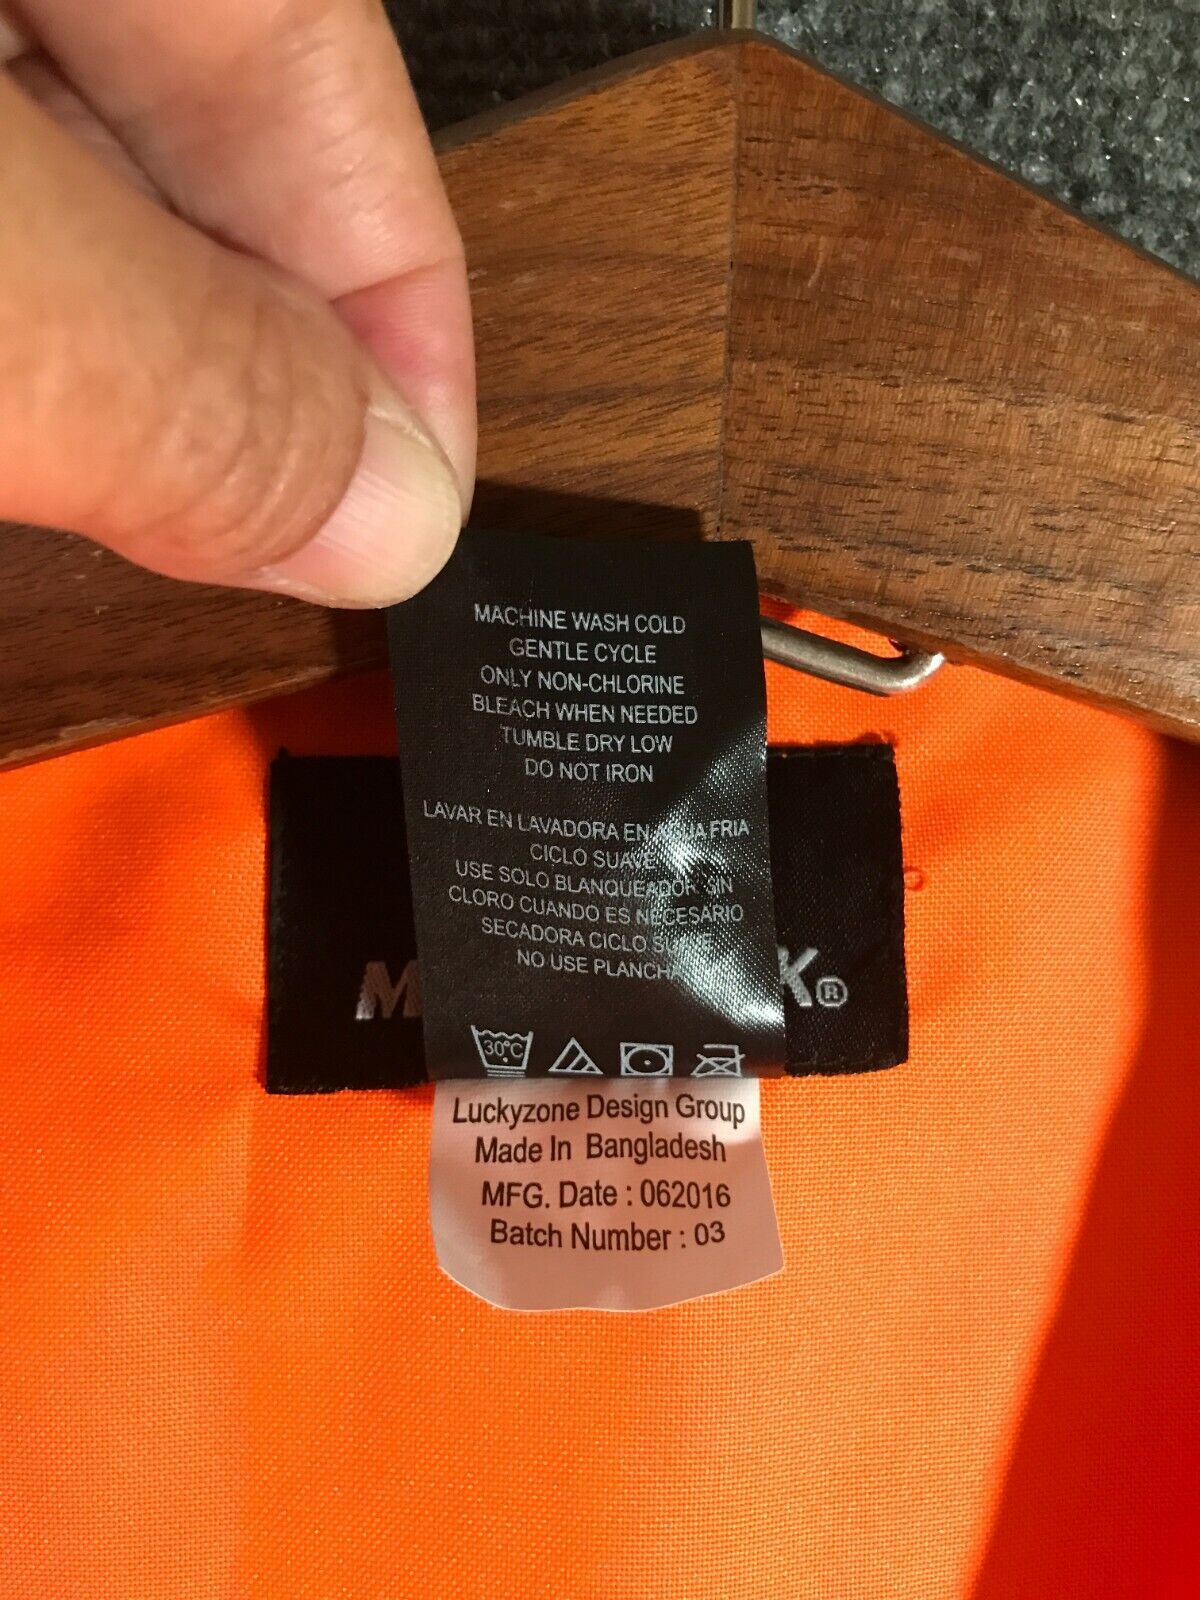 MACHINE WASH COLD
GENTLE CYCLE
ONLY NON-CHLORINE
BLEACH WHEN NEEDED
TUMBLE DRY LOW
DO NOT IRON
LAVAR EN LAVADORA EN AGUA FRIA
CICLO SUAVE
USE SOLO BLANQUEADOR SIN
CLORO CUANDO ES NECESARIO
SECADORA CICLO SUAVE
NO USE PLANCHA
M K®
30°C
Luckyzone Design Group
Made In Bangladesh
MFG. Date : 062016
Batch Number : 03